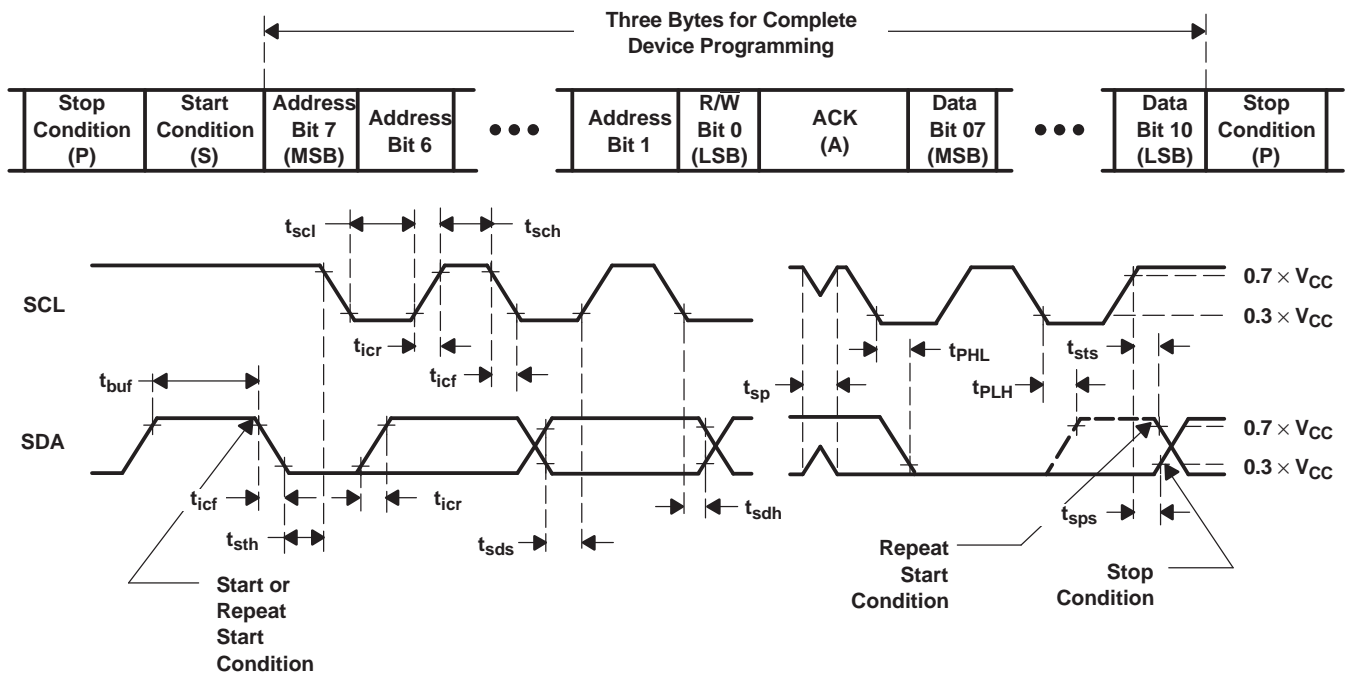 Three Bytes for Complete
Device Programming
Stop
Condition
(P)
Start
Condition
(S)
Address
Bit 7
(MSB)
Address
Bit 6
•••
Address
Bit 1
R/W̅
Bit 0
(LSB)
ACK
(A)
Data
Bit 07
(MSB)
•••
Data
Bit 10
(LSB)
Stop
Condition
(P)
tscl
tsch
SCL
0.7 × VCC
0.3 × VCC
ticr
ticf
tbuf
tsp
tPHL
tPLH
tsts
SDA
0.7 × VCC
0.3 × VCC
ticf
ticr
tsth
tsds
tsdh
tsps
Start or
Repeat
Start
Condition
Repeat
Start
Condition
Stop
Condition